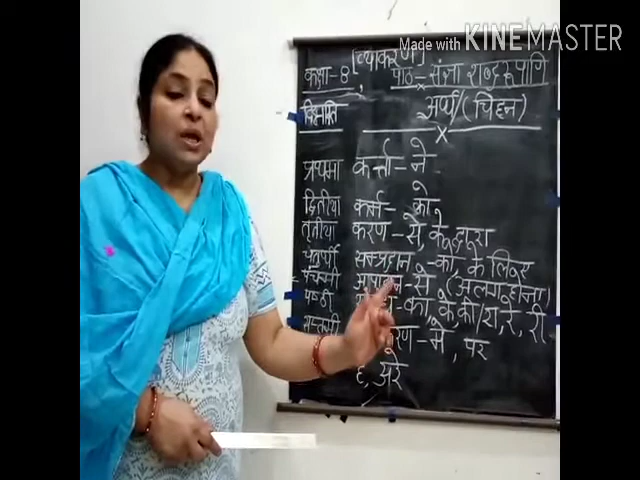 Made with KINEMASTER
कक्षा-8 [व्याकरण] पाठ-संज्ञा शब्द रूपाणि
विभक्ति अर्थ/(चिह्न)
प्रथमा कर्त्ता - ने
द्वितीया कर्म - को
तृतीया करण - से, के द्वारा
चतुर्थी सम्प्रदान - को, के लिए
पञ्चमी अपादान - से (अलग होना)
षष्ठी का, के, की/रा, रे, री
सप्तमी करण - में, पर
हे, अरे